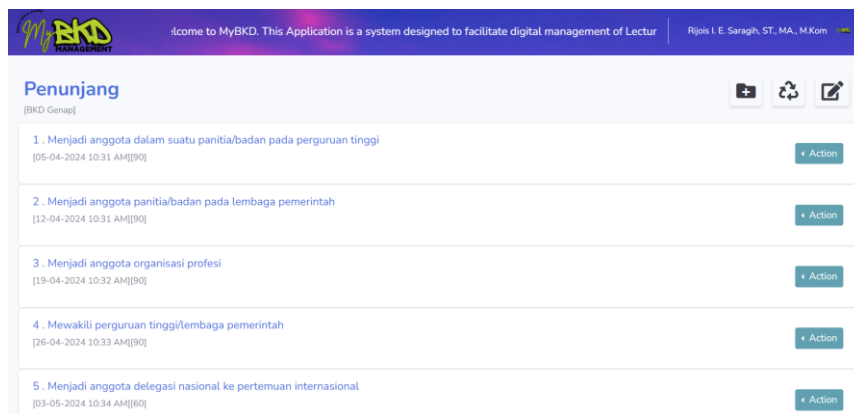 MyBKD
MANAGEMENT
elcome to MyBKD. This Application is a system designed to facilitate digital management of Lectur
Rijois I. E. Saragih, ST., MA., M.Kom
Penunjang
[BKD Genap]
1 . Menjadi anggota dalam suatu panitia/badan pada perguruan tinggi
[05-04-2024 10:31 AM][90]
Action
2 . Menjadi anggota panitia/badan pada lembaga pemerintah
[12-04-2024 10:31 AM][90]
Action
3 . Menjadi anggota organisasi profesi
[19-04-2024 10:32 AM][90]
Action
4 . Mewakili perguruan tinggi/lembaga pemerintah
[26-04-2024 10:33 AM][90]
Action
5 . Menjadi anggota delegasi nasional ke pertemuan internasional
[03-05-2024 10:34 AM][60]
Action